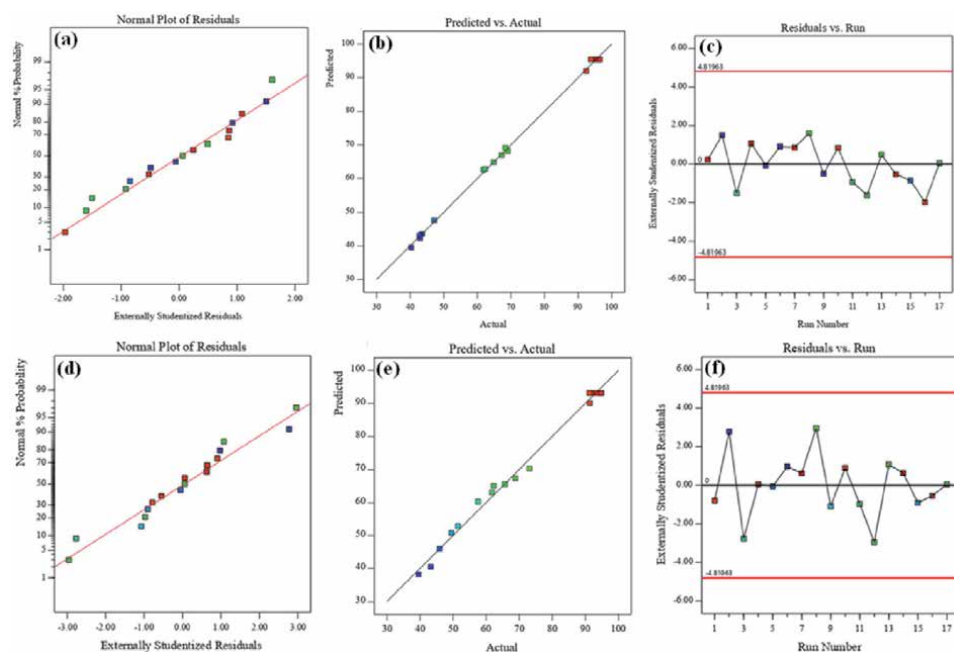 Normal Plot of Residuals
(a)
Normal % Probability
99
95
90
80
70
50
30
20
10
5
1
-2.00 -1.00 0.00 1.00 2.00
Externally Studentized Residuals
Predicted vs. Actual
(b)
Predicted
100
90
80
70
60
50
40
30
30 40 50 60 70 80 90 100
Actual
Residuals vs. Run
(c)
Externally Studentized Residuals
6.00
4.81963
4.00
2.00
0
0.00
-2.00
-4.00
-4.81963
-6.00
1 3 5 7 9 11 13 15 17
Run Number
Normal Plot of Residuals
(d)
Normal % Probability
99
95
90
80
70
50
30
20
10
5
1
-3.00 -2.00 -1.00 0.00 1.00 2.00 3.00
Externally Studentized Residuals
Predicted vs. Actual
(e)
Predicted
100
90
80
70
60
50
40
30
30 40 50 60 70 80 90 100
Actual
Residuals vs. Run
(f)
Externally Studentized Residuals
6.00
4.81963
4.00
2.00
0
0.00
-2.00
-4.00
-4.81963
-6.00
1 3 5 7 9 11 13 15 17
Run Number